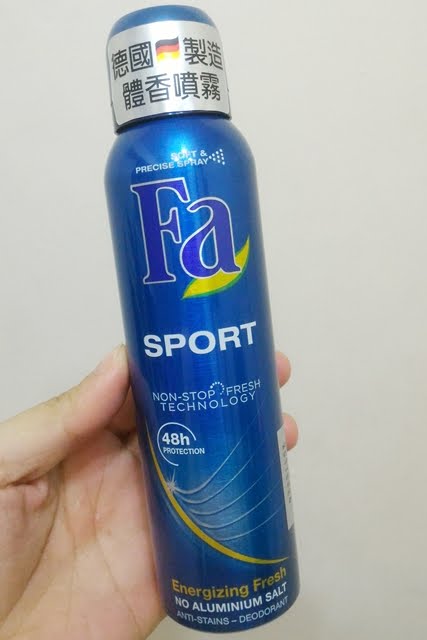 德國製造
體香噴霧
SOFT &
PRECISE SPRAY
Fa
SPORT
NON-STOP FRESH
TECHNOLOGY
48h
PROTECTION
Energizing Fresh
NO ALUMINIUM SALT
ANTI-STAINS – DEODORANT